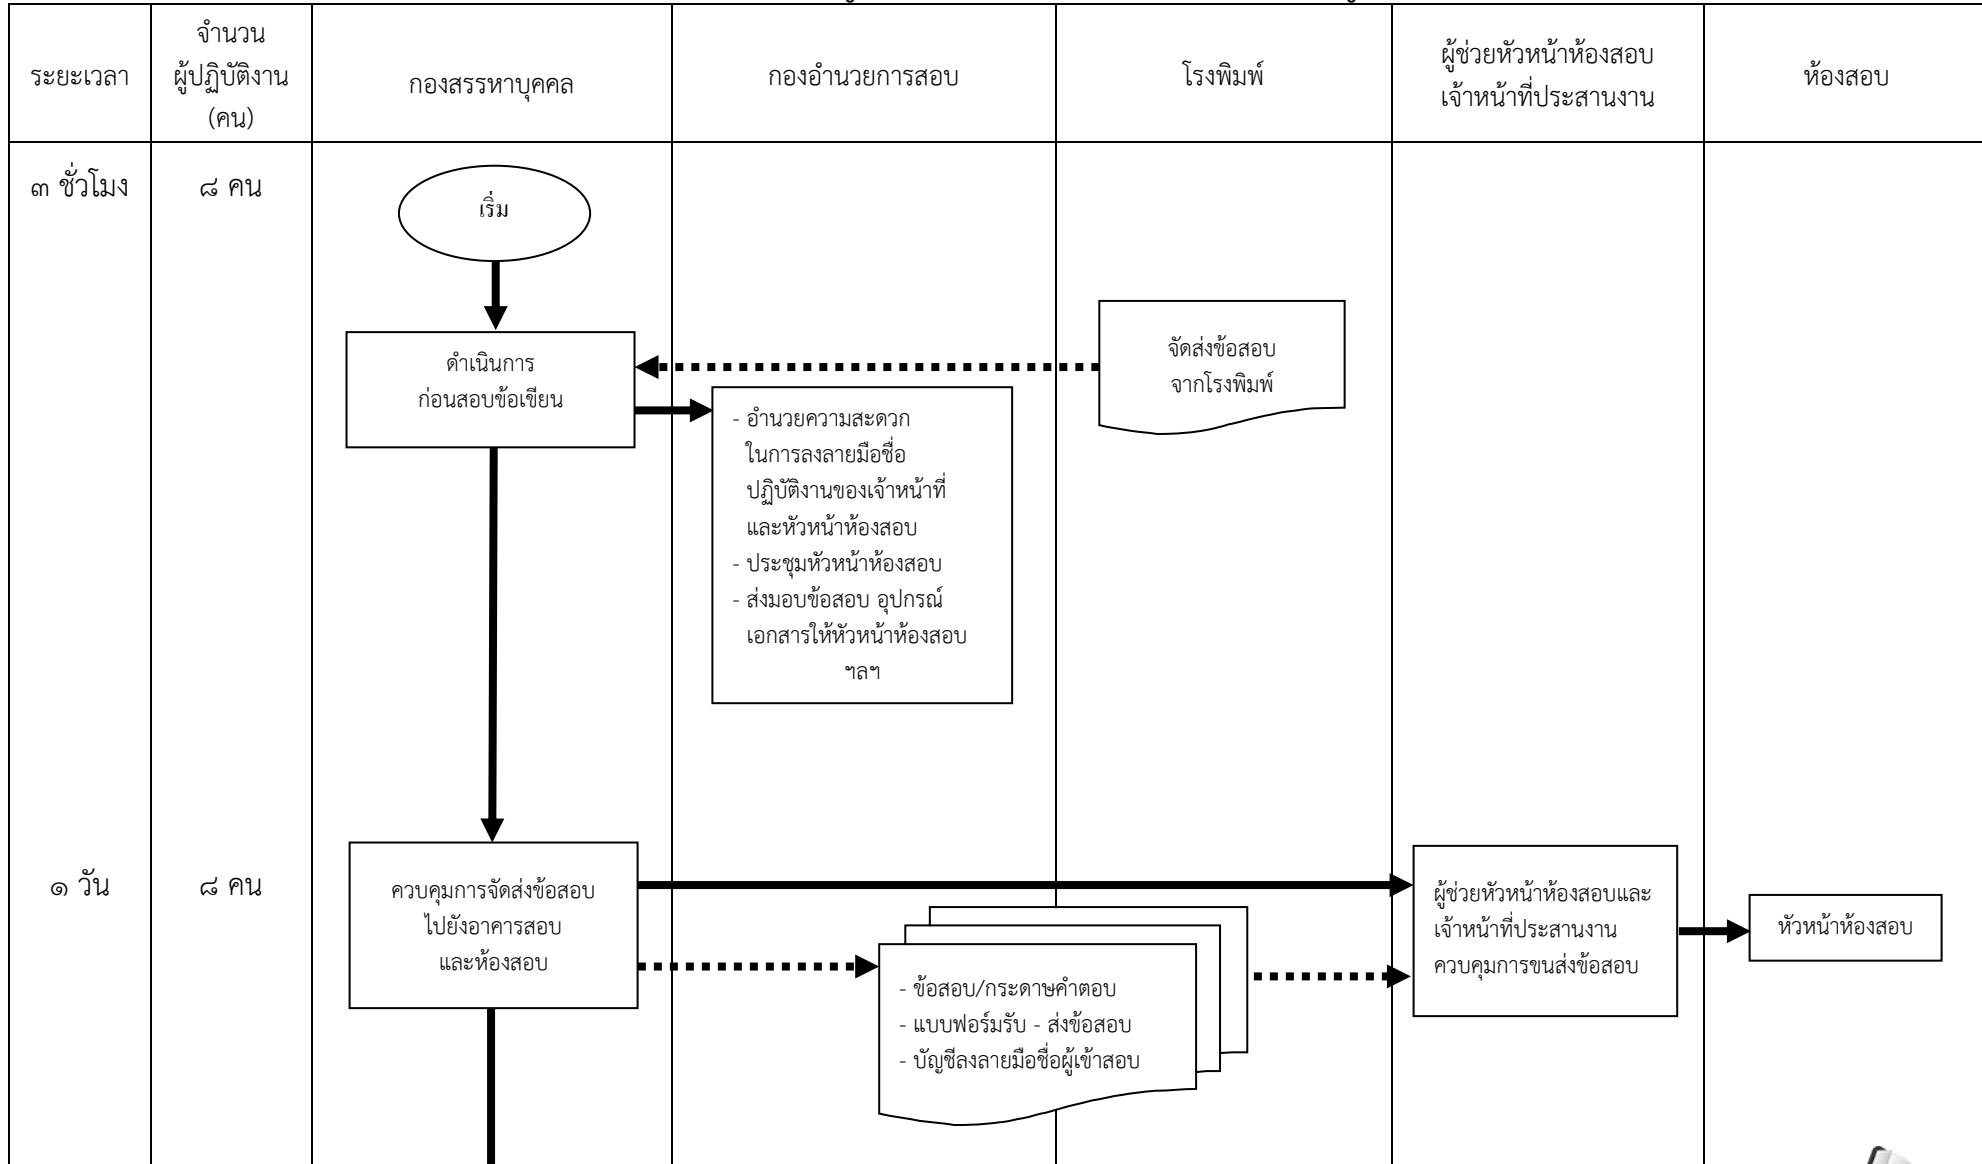 ระยะเวลา
จำนวน
ผู้ปฏิบัติงาน
(คน)
กองสรรหาบุคคล
กองอำนวยการสอบ
โรงพิมพ์
ผู้ช่วยหัวหน้าห้องสอบ
เจ้าหน้าที่ประสานงาน
ห้องสอบ
๓ ชั่วโมง
๘ คน
เริ่ม
ดำเนินการ
ก่อนสอบข้อเขียน
จัดส่งข้อสอบ
จากโรงพิมพ์
- อำนวยความสะดวก
ในการลงลายมือชื่อ
ปฏิบัติงานของเจ้าหน้าที่
และหัวหน้าห้องสอบ
- ประชุมหัวหน้าห้องสอบ
- ส่งมอบข้อสอบ อุปกรณ์
เอกสารให้หัวหน้าห้องสอบ
ฯลฯ
๑ วัน
๘ คน
ควบคุมการจัดส่งข้อสอบ
ไปยังอาคารสอบ
และห้องสอบ
- ข้อสอบ/กระดาษคำตอบ
- แบบฟอร์มรับ - ส่งข้อสอบ
- บัญชีลงลายมือชื่อผู้เข้าสอบ
ผู้ช่วยหัวหน้าห้องสอบและ
เจ้าหน้าที่ประสานงาน
ควบคุมการขนส่งข้อสอบ
หัวหน้าห้องสอบ